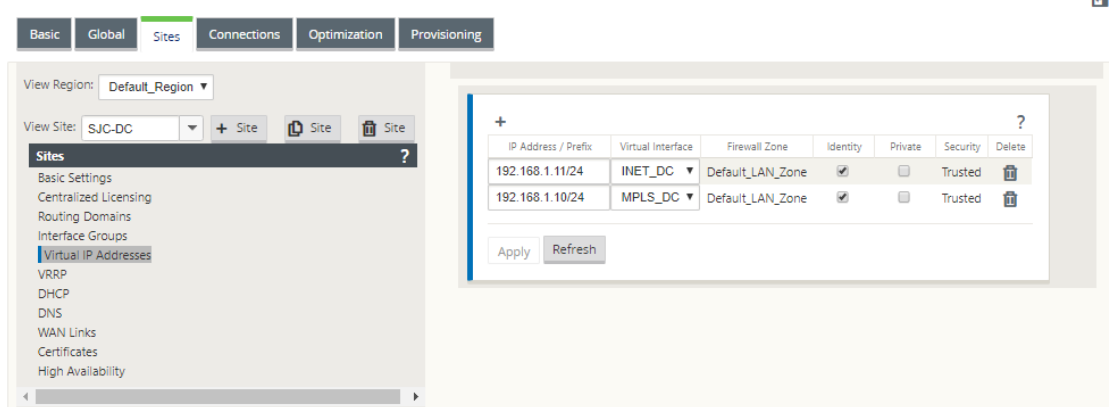 Basic Global Sites Connections Optimization Provisioning
View Region: Default_Region ▼
View Site: SJC-DC + Site Site Site
Sites ?
Basic Settings
Centralized Licensing
Routing Domains
Interface Groups
Virtual IP Addresses
VRRP
DHCP
DNS
WAN Links
Certificates
High Availability
+ ?
IP Address / Prefix Virtual Interface Firewall Zone Identity Private Security Delete
192.168.1.11/24 INET_DC ▼ Default_LAN_Zone Trusted
192.168.1.10/24 MPLS_DC ▼ Default_LAN_Zone Trusted
Apply Refresh